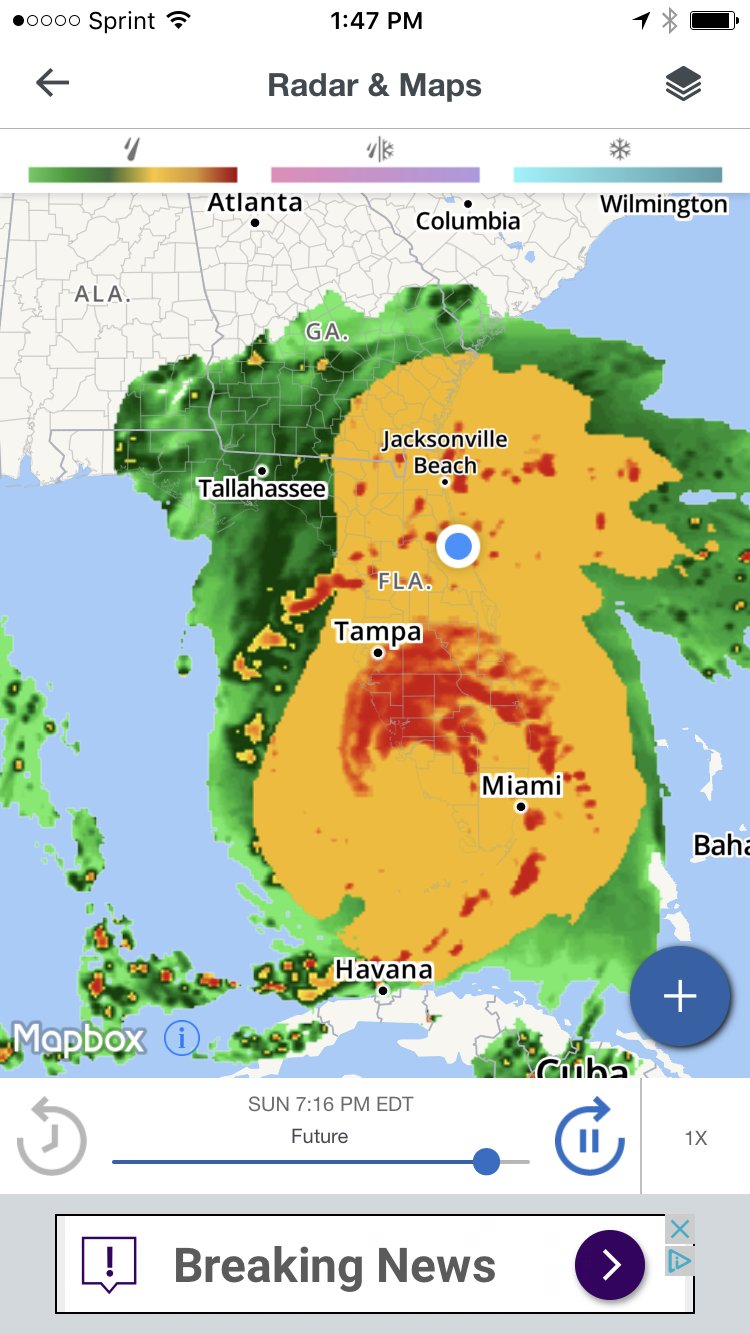 Sprint 1:47 PM
Radar & Maps
Atlanta
Columbia
Wilmington
ALA.
GA.
Jacksonville
Beach
Tallahassee
FLA.
Tampa
Miami
Baha
Havana
Mapbox i
Cuba
SUN 7:16 PM EDT
Future
1X
! Breaking News